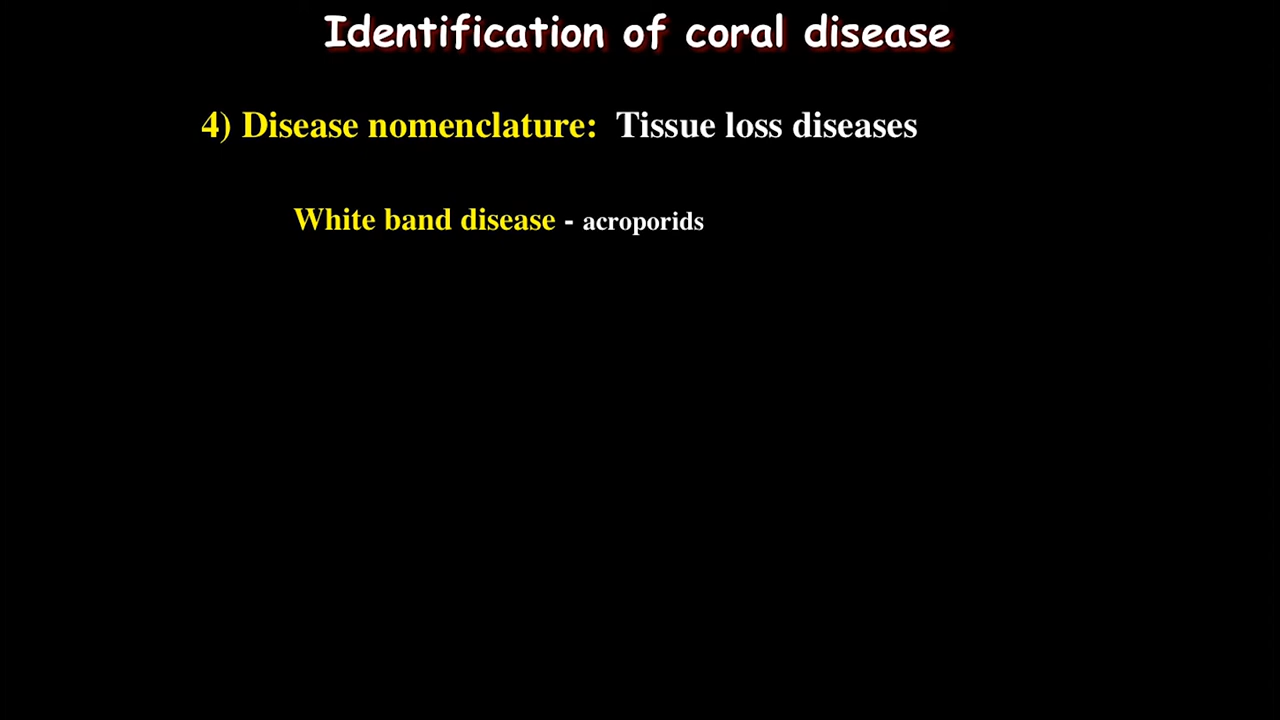 Identification of coral disease
4) Disease nomenclature: Tissue loss diseases
White band disease - acroporids